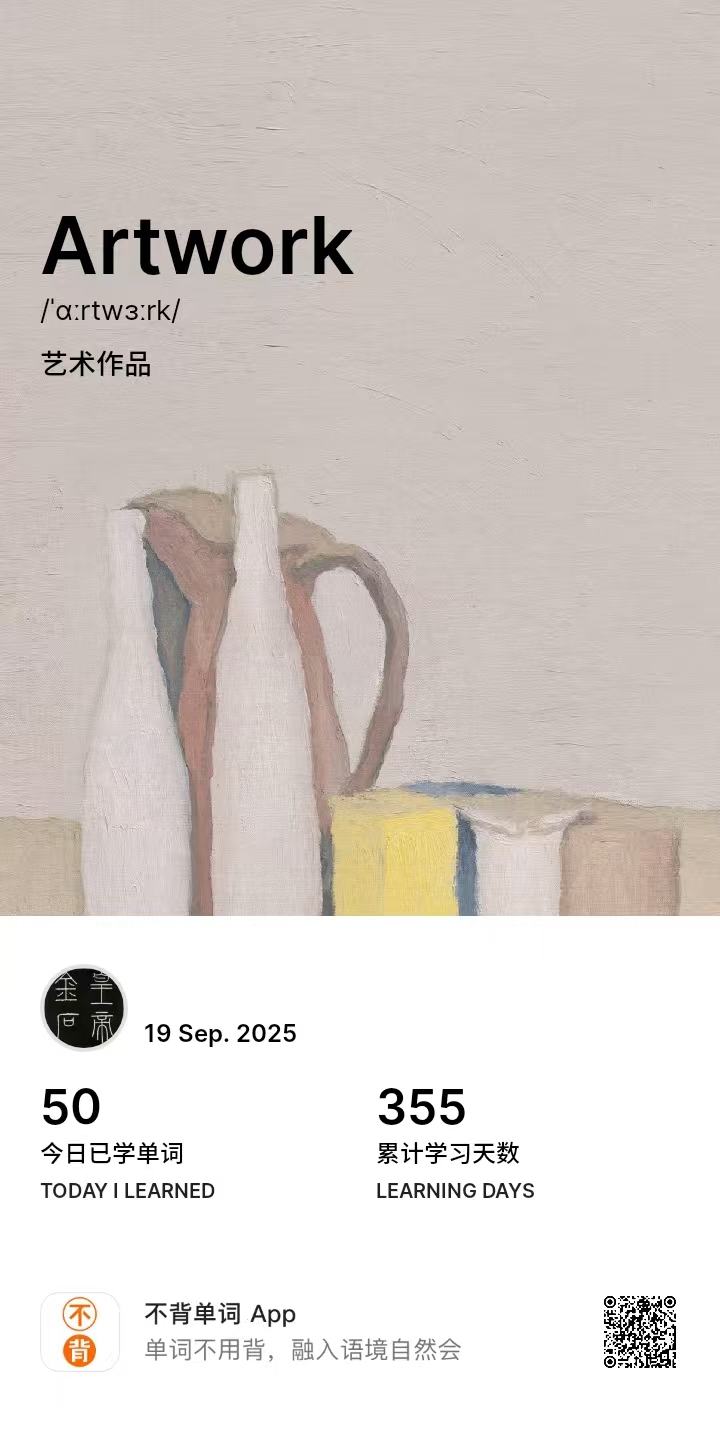 Artwork
/ˈɑːrtwɜːrk/
艺术作品
皇帝
金石
19 Sep. 2025
50
今日已学单词
TODAY I LEARNED
355
累计学习天数
LEARNING DAYS
不背
不背单词 App
单词不用背，融入语境自然会